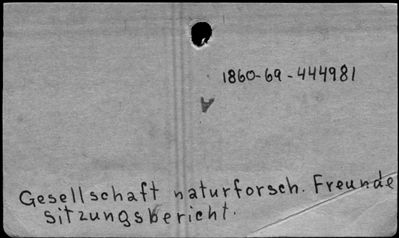 1860-69-444981
A
Gesellschaft naturforsch. Freunde
Sitzungsbericht.